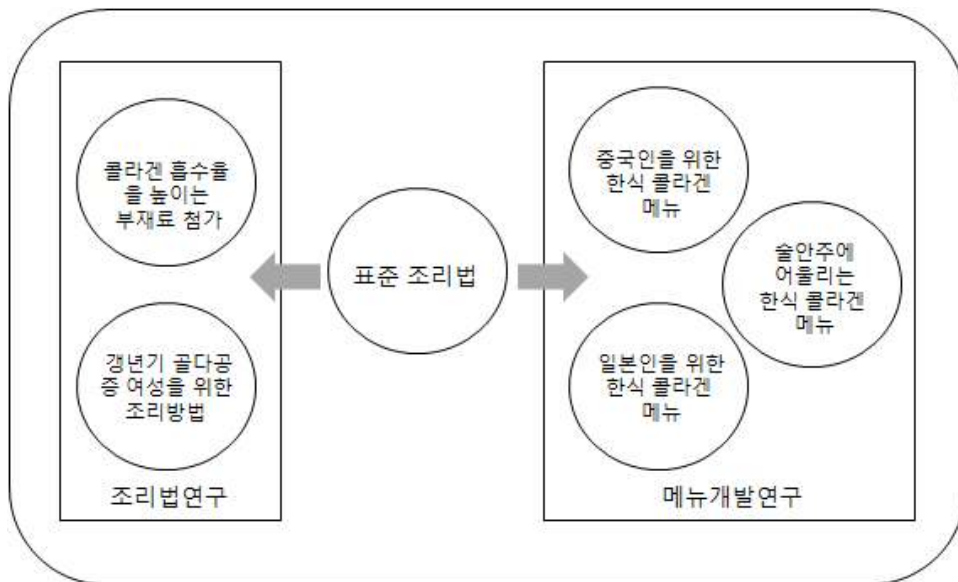 콜라겐 흡수율
을 높이는
부재료 첨가
갱년기 골다공
증 여성을 위한
조리방법
조리법연구
표준 조리법
중국인을 위한
한식 콜라겐
메뉴
술안주에
어울리는
한식 콜라겐
메뉴
일본인을 위한
한식 콜라겐
메뉴
메뉴개발연구